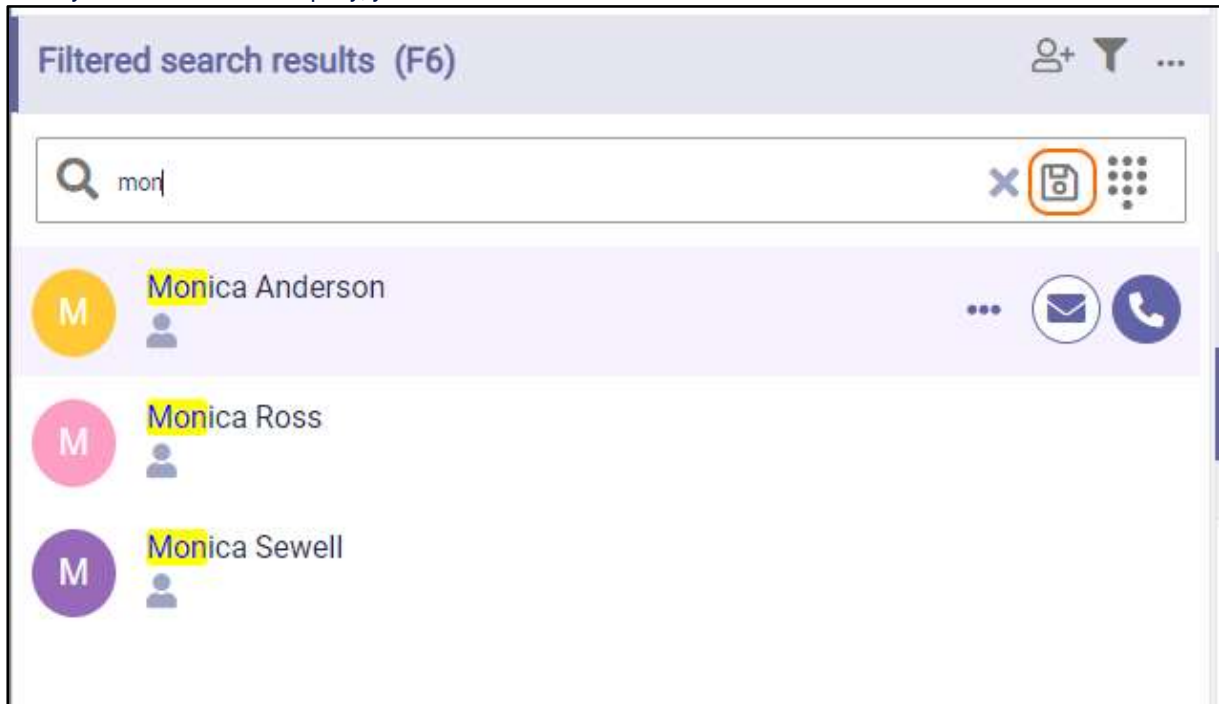 Filtered search results (F6)
mon
M
Monica Anderson
M
Monica Ross
M
Monica Sewell